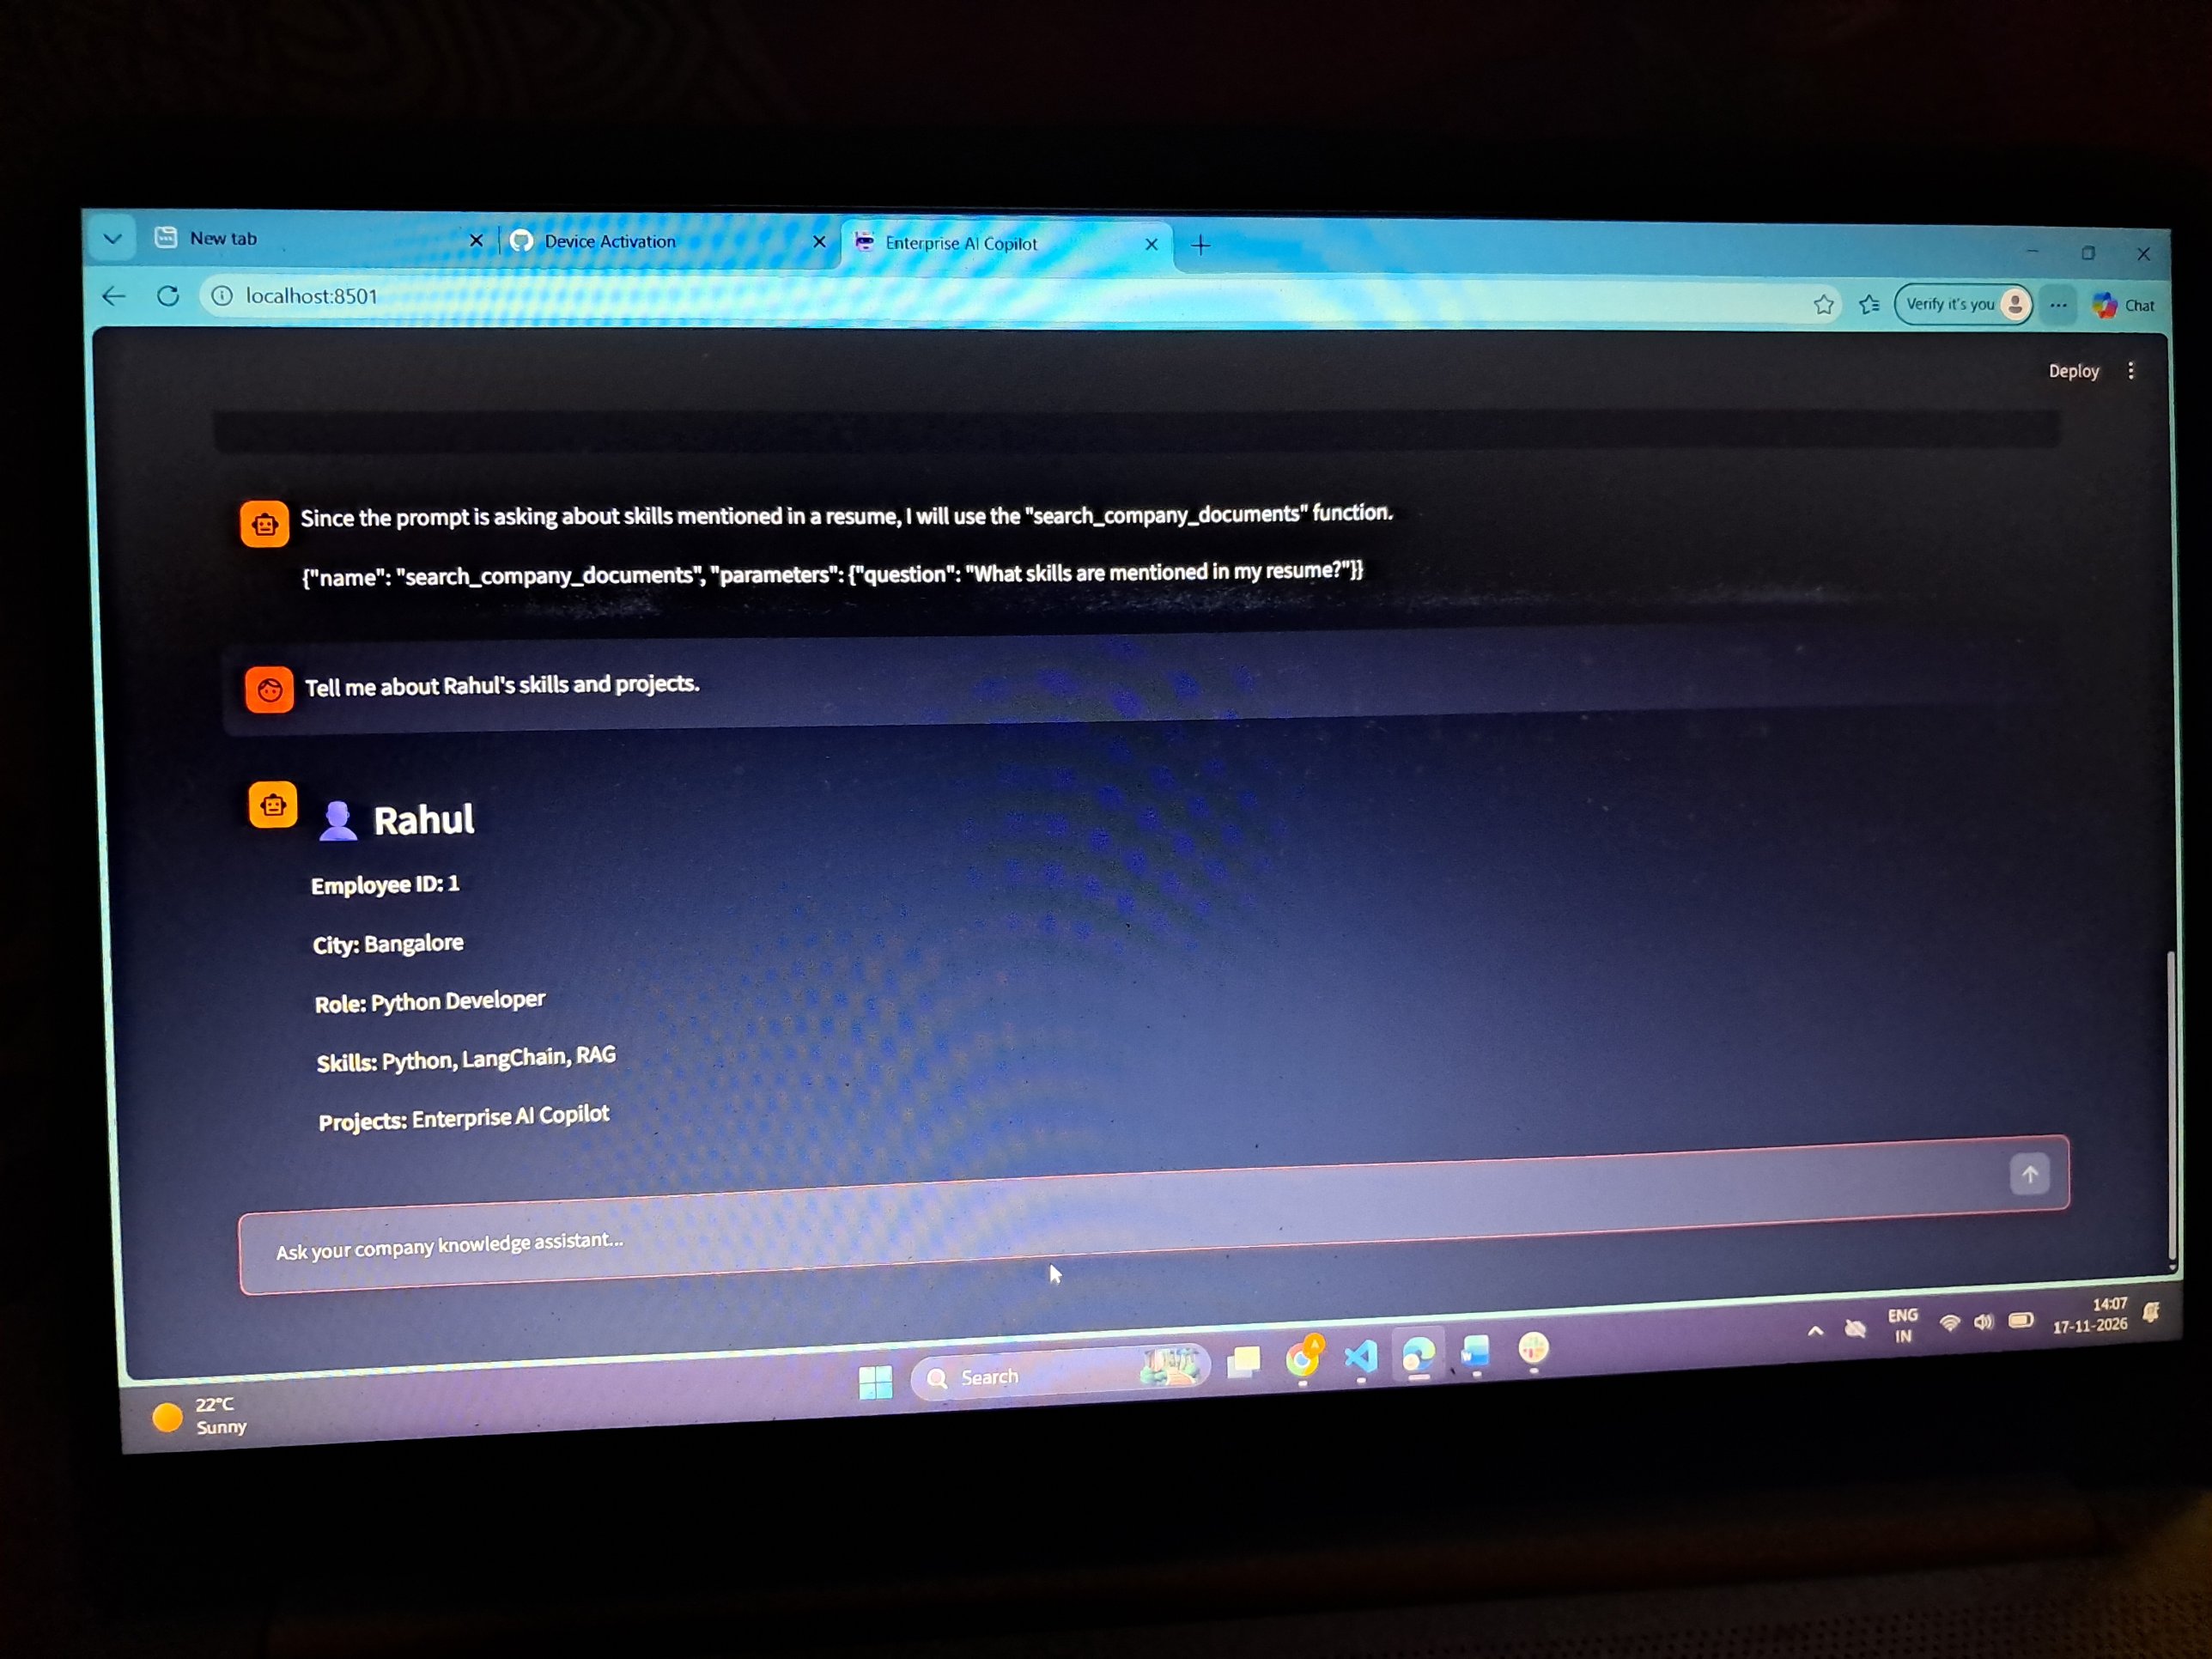 New tab
Device Activation
Enterprise AI Copilot
localhost:8501
Verify it's you
Chat
Deploy
Since the prompt is asking about skills mentioned in a resume, I will use the "search_company_documents" function.
{"name": "search_company_documents", "parameters": {"question": "What skills are mentioned in my resume?"}}
Tell me about Rahul's skills and projects.
Rahul
Employee ID: 1
City: Bangalore
Role: Python Developer
Skills: Python, LangChain, RAG
Projects: Enterprise AI Copilot
Ask your company knowledge assistant...
22°C
Sunny
Search
ENG
IN
14:07
17-11-2026